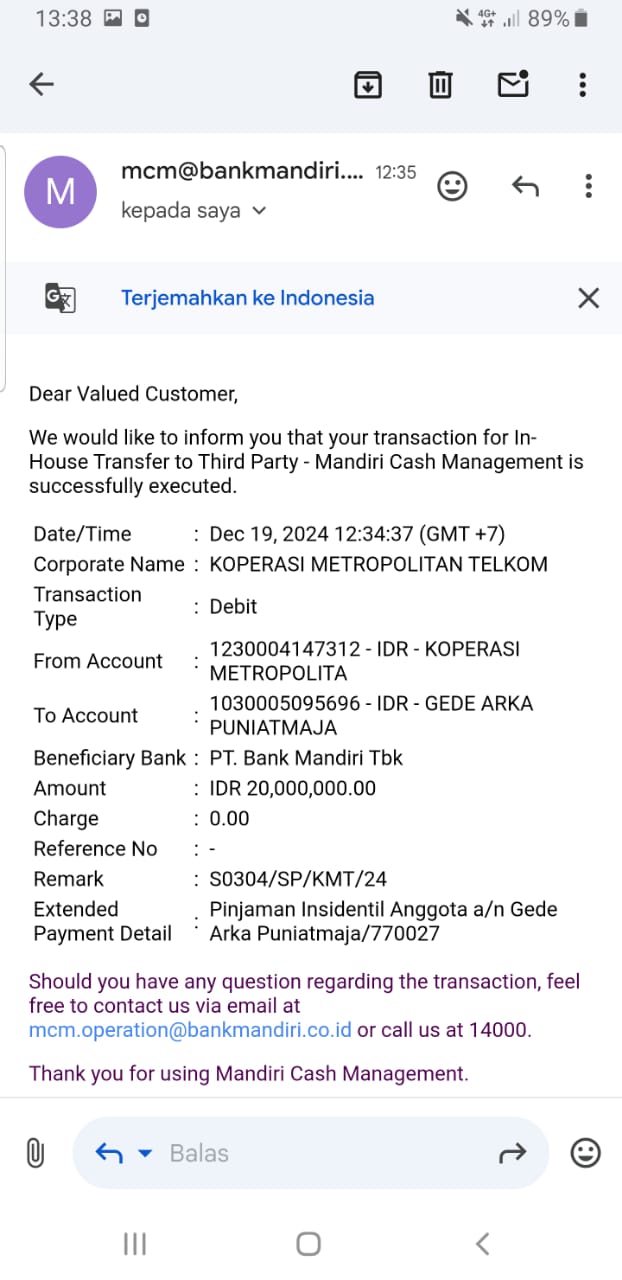 13:38
4G+ 89%
M
mcm@bankmandiri.... 12:35
kepada saya
G
Terjemahkan ke Indonesia
Dear Valued Customer,
We would like to inform you that your transaction for In-
House Transfer to Third Party - Mandiri Cash Management is
successfully executed.
Date/Time : Dec 19, 2024 12:34:37 (GMT +7)
Corporate Name : KOPERASI METROPOLITAN TELKOM
Transaction
Type : Debit
From Account : 1230004147312 - IDR - KOPERASI
METROPOLITA
To Account : 1030005095696 - IDR - GEDE ARKA
PUNIATMAJA
Beneficiary Bank : PT. Bank Mandiri Tbk
Amount : IDR 20,000,000.00
Charge : 0.00
Reference No : -
Remark : S0304/SP/KMT/24
Extended : Pinjaman Insidentil Anggota a/n Gede
Payment Detail Arka Puniatmaja/770027
Should you have any question regarding the transaction, feel
free to contact us via email at
mcm.operation@bankmandiri.co.id or call us at 14000.
Thank you for using Mandiri Cash Management.
Balas